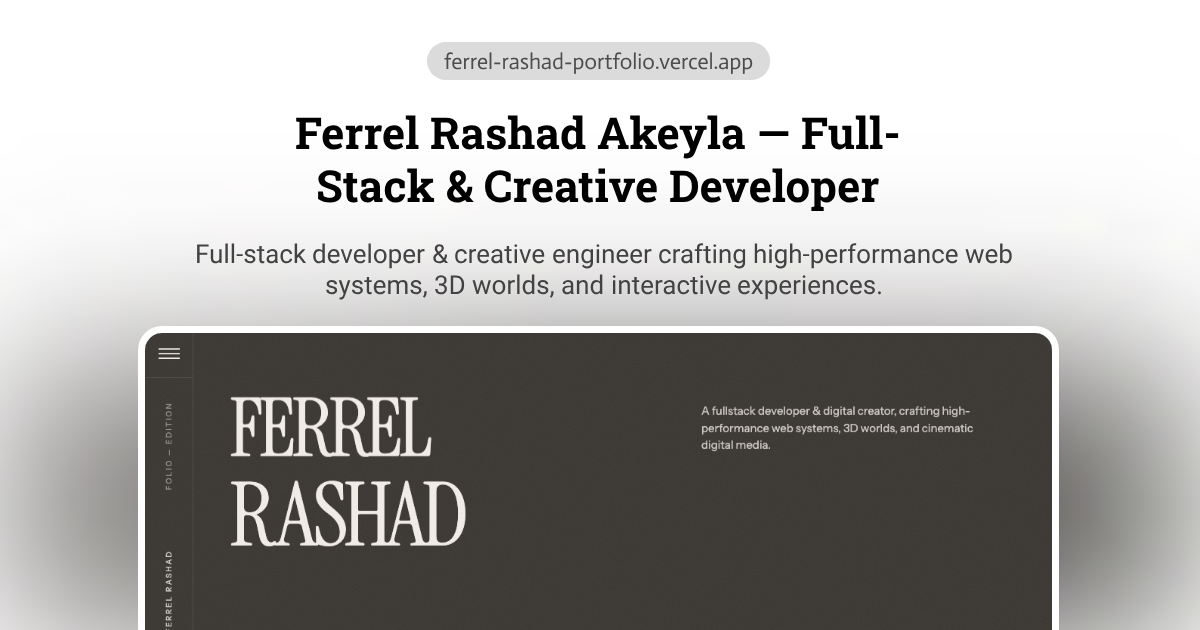 ferrel-rashad-portfolio.vercel.app
Ferrel Rashad Akeyla — Full-
Stack & Creative Developer
Full-stack developer & creative engineer crafting high-performance web
systems, 3D worlds, and interactive experiences.
FOLIO — EDITION
FERREL RASHAD
FERREL
RASHAD
A fullstack developer & digital creator, crafting high-
performance web systems, 3D worlds, and cinematic
digital media.